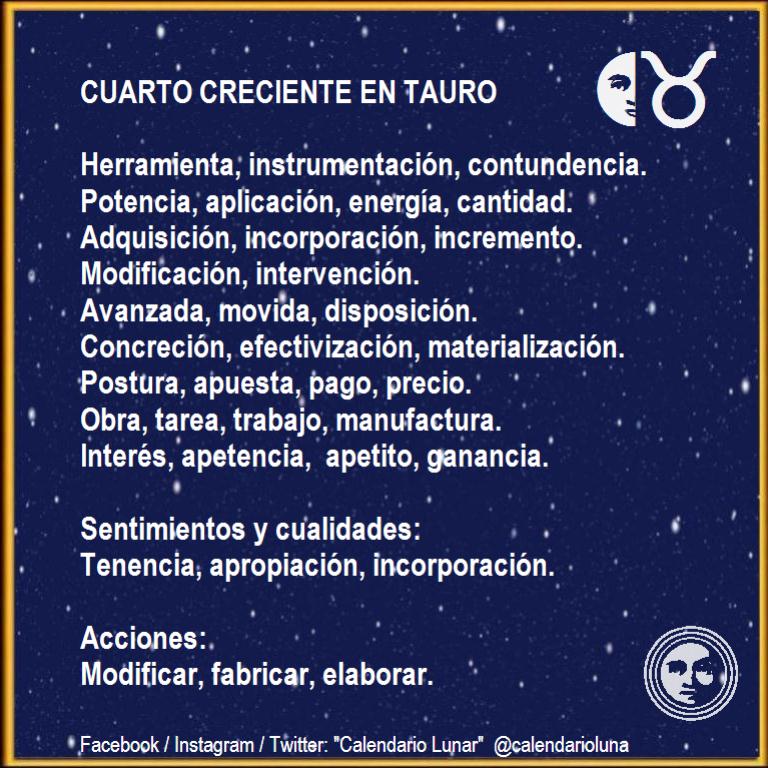 CUARTO CRECIENTE EN TAURO
Herramienta, instrumentación, contundencia.
Potencia, aplicación, energía, cantidad.
Adquisición, incorporación, incremento.
Modificación, intervención.
Avanzada, movida, disposición.
Concreción, efectivización, materialización.
Postura, apuesta, pago, precio.
Obra, tarea, trabajo, manufactura.
Interés, apetencia,  apetito, ganancia.
Sentimientos y cualidades:
Tenencia, apropiación, incorporación.
Acciones:
Modificar, fabricar, elaborar.
Facebook / Instagram / Twitter: "Calendario Lunar"  @calendarioluna